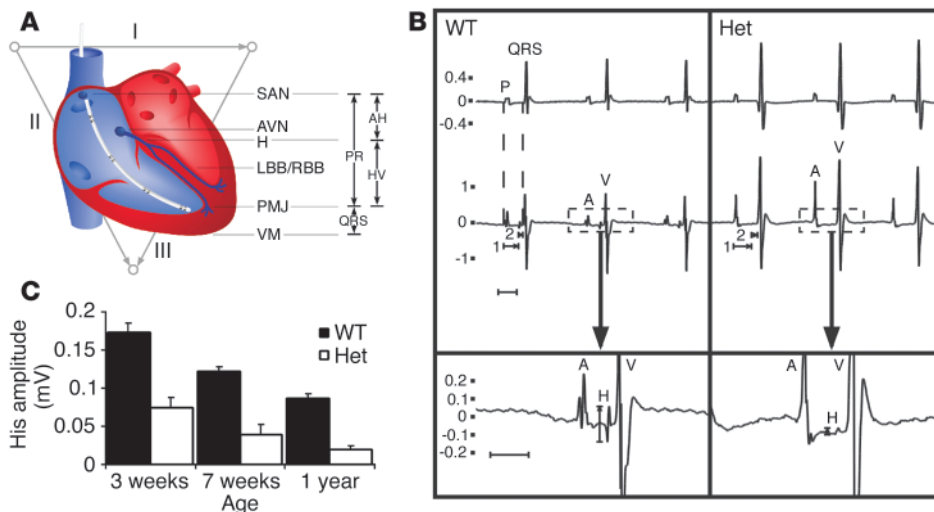 A
I
II
III
SAN
AVN
H
LBB/RBB
PMJ
VM
PR
AH
HV
QRS
B
WT
Het
QRS
P
0.4
0
-0.4
1
0
-1
A
V
A
V
2
1
2
1
A
V
H
A
V
H
0.2
0
-0.1
-0.2
C
0.2
0.15
0.1
0.05
0
His amplitude
(mV)
WT
Het
3 weeks
7 weeks
1 year
Age